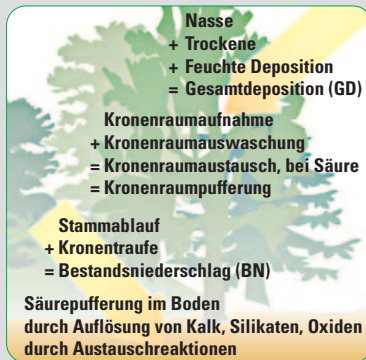 Nasse
+ Trockene
+ Feuchte Deposition
= Gesamtdeposition (GD)
Kronenraumaufnahme
+ Kronenraumauswaschung
= Kronenraumaustausch, bei Säure
= Kronenraumpufferung
Stammablauf
+ Kronentraufe
= Bestandsniederschlag (BN)
Säurepufferung im Boden
durch Auflösung von Kalk, Silikaten, Oxiden
durch Austauschreaktionen